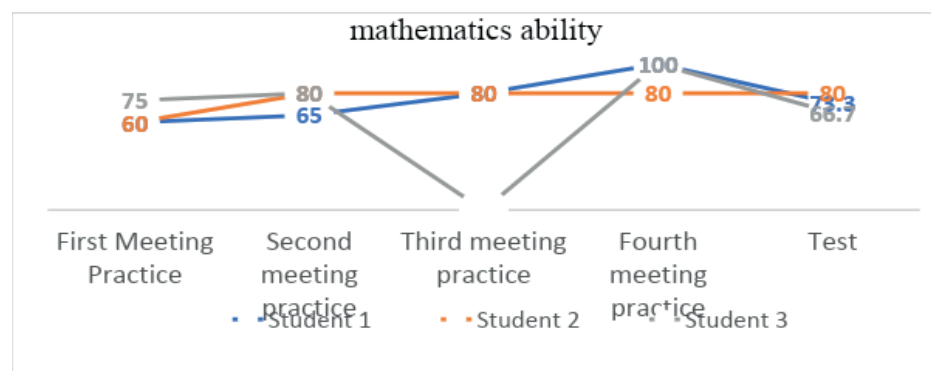 mathematics ability
100
75
80
80
80
80
60
65
73.3
66.7
First Meeting Practice
Second meeting practice
Third meeting practice
Fourth meeting practice
Test
Student 1
Student 2
Student 3